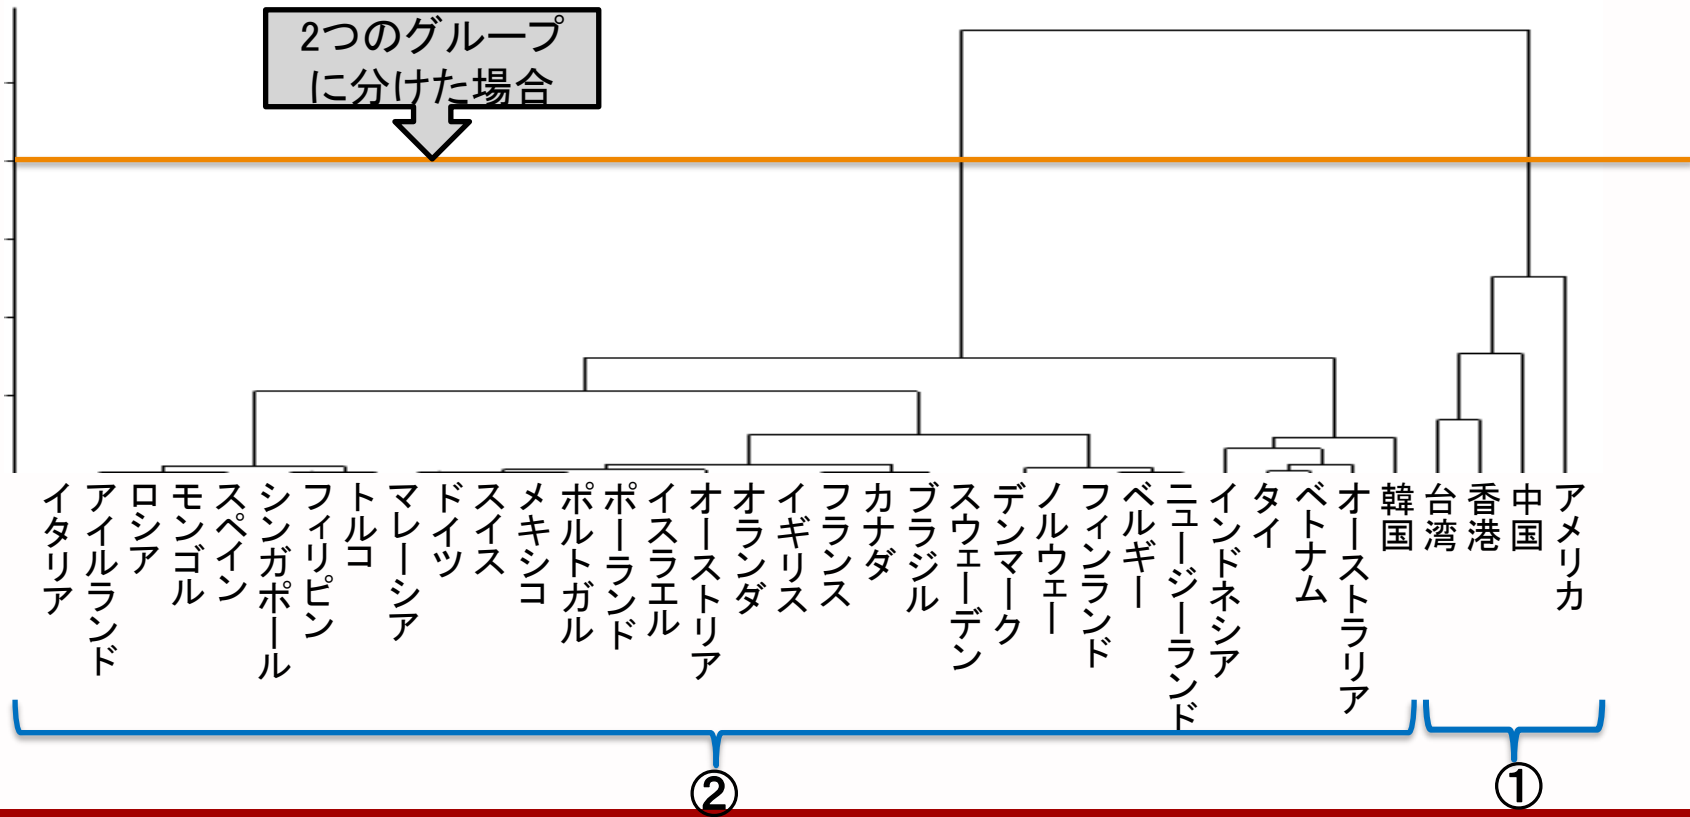 2つのグループ
に分けた場合
イタリア
アイルランド
ロシア
モンゴル
スペイン
シンガポール
フィリピン
トルコ
マレーシア
ドイツ
スイス
メキシコ
ポルトガル
ポーランド
イスラエル
オーストリア
オランダ
イギリス
フランス
カナダ
ブラジル
スウェーデン
デンマーク
ノルウェー
フィンランド
ベルギー
ニュージーランド
インドネシア
タイ
ベトナム
オーストラリア
韓国
台湾
香港
中国
アメリカ
②
①